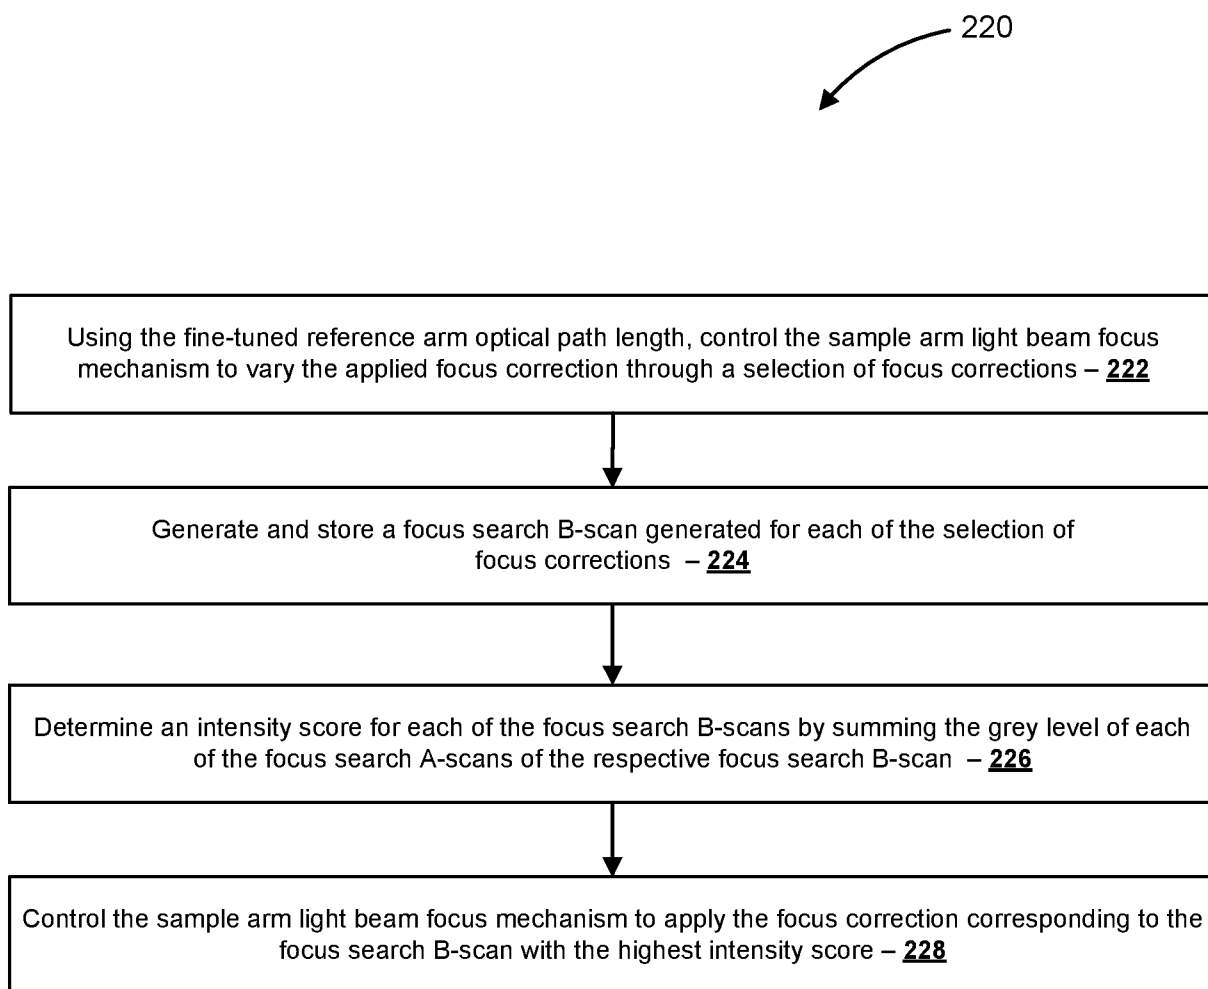 220
Using the fine-tuned reference arm optical path length, control the sample arm light beam focus
mechanism to vary the applied focus correction through a selection of focus corrections – 222
Generate and store a focus search B-scan generated for each of the selection of
focus corrections – 224
Determine an intensity score for each of the focus search B-scans by summing the grey level of each
of the focus search A-scans of the respective focus search B-scan – 226
Control the sample arm light beam focus mechanism to apply the focus correction corresponding to the
focus search B-scan with the highest intensity score – 228